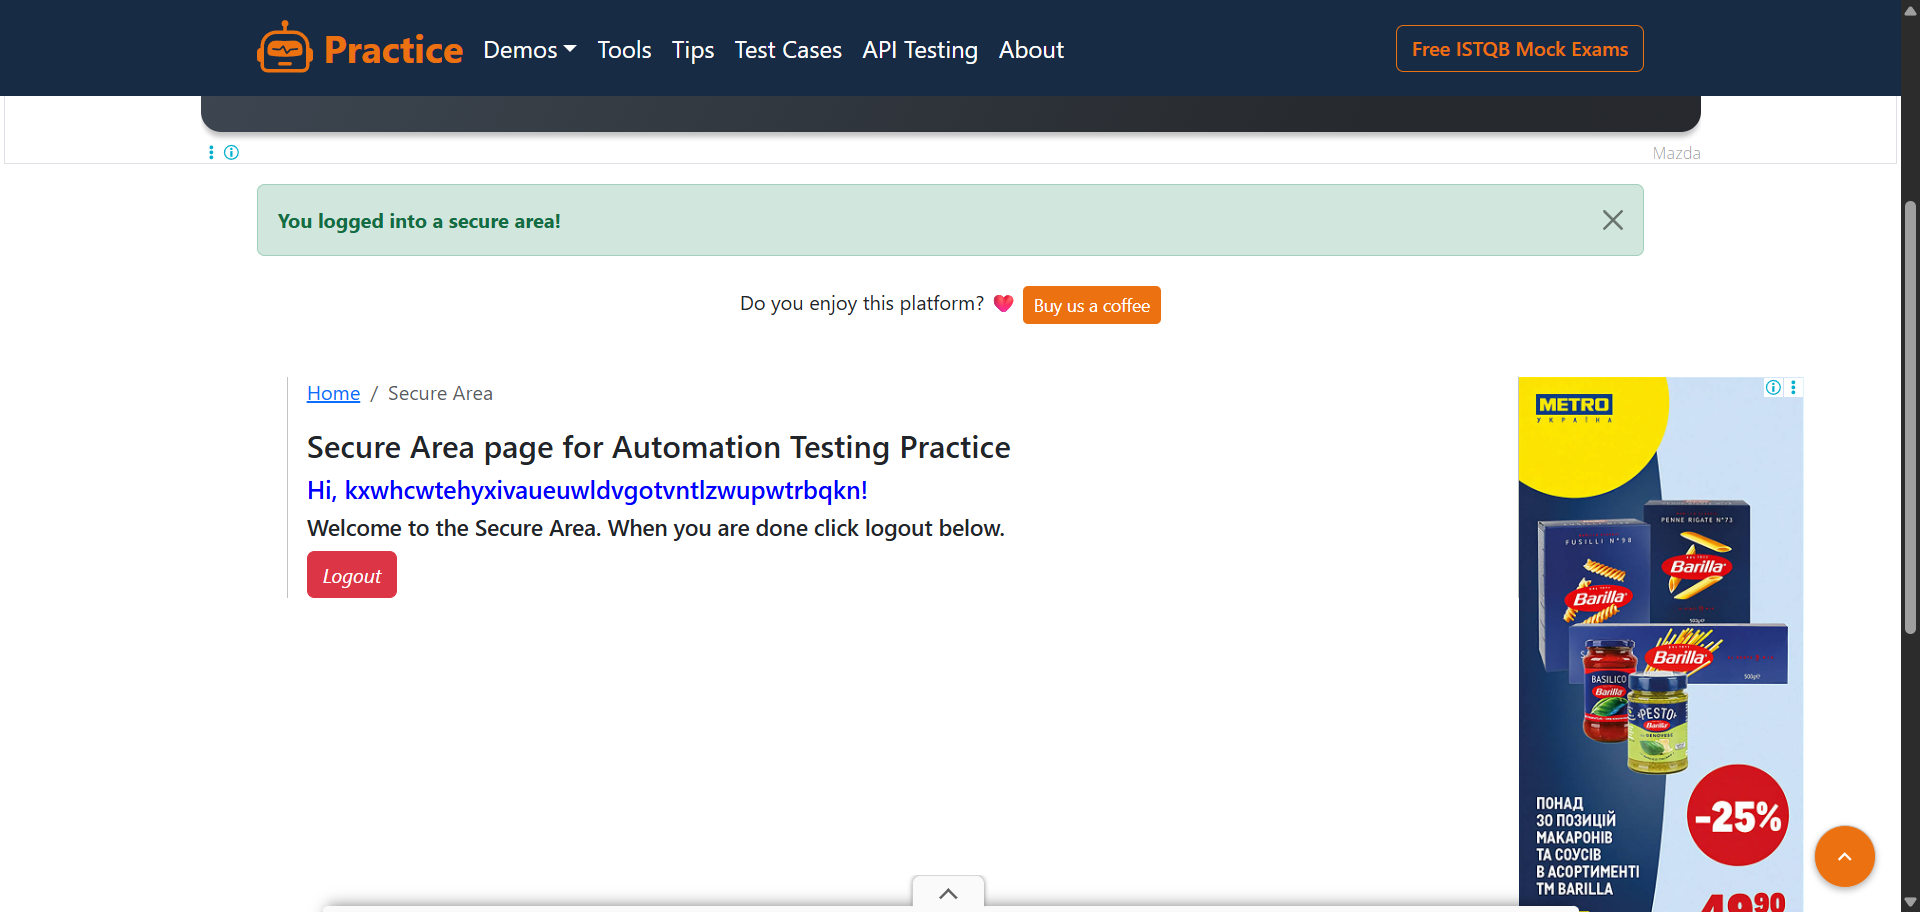 Practice
Demos
Tools
Tips
Test Cases
API Testing
About
Free ISTQB Mock Exams
Mazda
You logged into a secure area!
Do you enjoy this platform?
Buy us a coffee
Home / Secure Area
Secure Area page for Automation Testing Practice
Hi, kxwhcwtehyxivaueuwldvgotvntlzwupwtrbqkn!
Welcome to the Secure Area. When you are done click logout below.
Logout
METRO
УКРАЇНА
PENNE RIGATE N°73
FUSILLI N°98
Barilla
Barilla
Barilla
500g
BASILICO
Barilla
PESTO
Barilla
GENOVESE
-25%
ПОНАД
30 ПОЗИЦІЙ
МАКАРОНІВ
ТА СОУСІВ
В АСОРТИМЕНТІ
ТМ BARILLA
4990